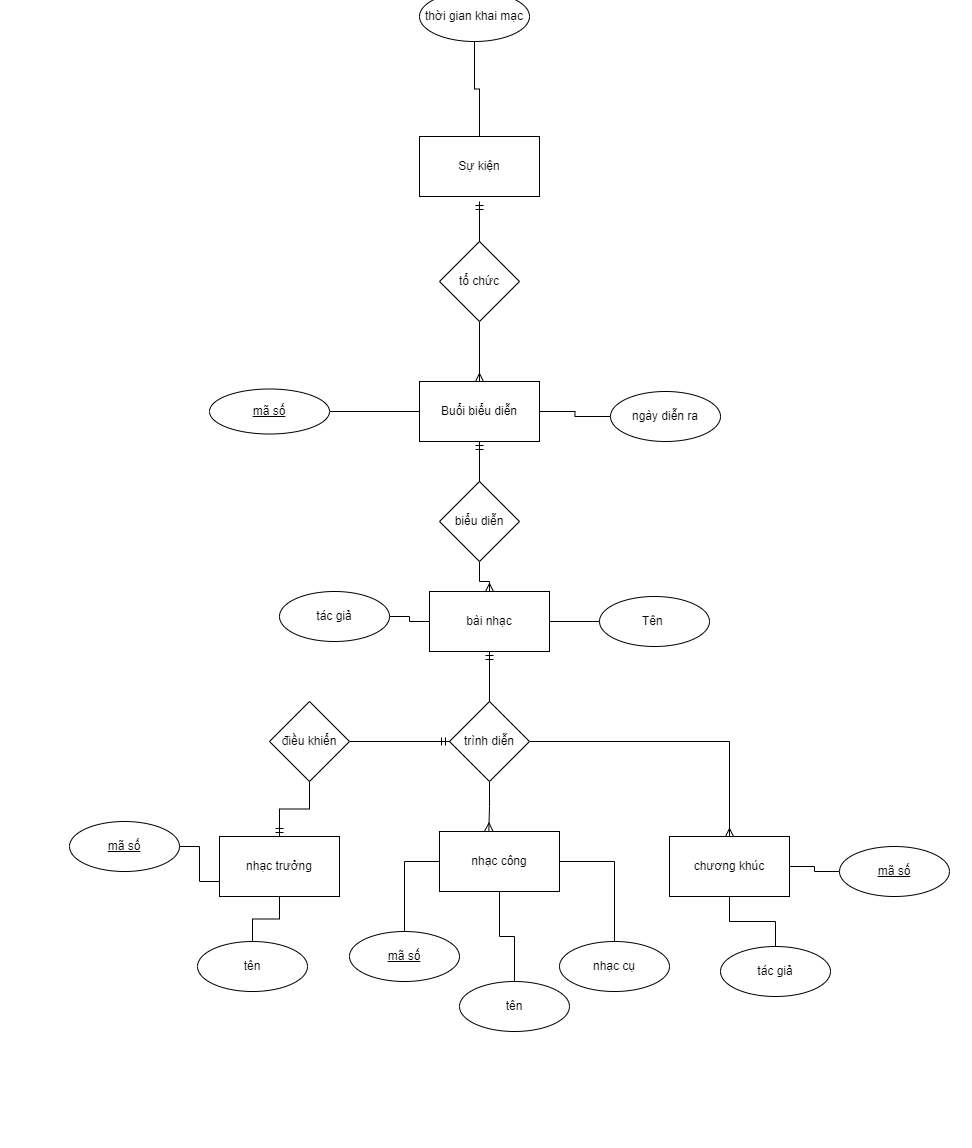 thời gian khai mạc
Sự kiện
tổ chức
mã số
Buổi biểu diễn
ngày diễn ra
biểu diễn
tác giả
bài nhạc
Tên
điều khiển
trình diễn
mã số
nhạc trưởng
nhạc công
chương khúc
mã số
tên
mã số
nhạc cụ
tác giả
tên